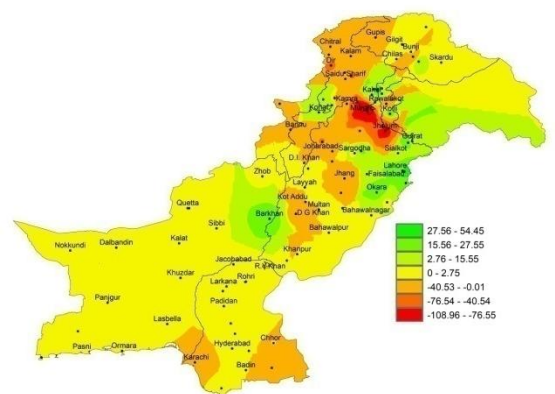 Gupis
Chitral
Gilgit
Bunji
Kalam
Chilas
Skardu
Dir
Saidu Sharif
Kakul
Kamra
Rawalakot
Kohat
Murree
Kotli
Bannu
Jhelum
Joharabad
Gujrat
Sargodha
Sialkot
D.I. Khan
Lahore
Zhob
Layyah
Jhang
Faisalabad
Kot Addu
Okara
Quetta
Multan
Barkhan
D.G Khan
Bahawalnagar
Sibbi
Bahawalpur
Kalat
Dalbandin
Nokkundi
Khanpur
Jacobabad
R.Y.Khan
Khuzdar
Larkana
Rohri
Panjgur
Padidan
Lasbella
Hyderabad
Chhor
Pasni
Ormara
Karachi
Badin
27.56 - 54.45
15.56 - 27.55
2.76 - 15.55
0 - 2.75
-40.53 - -0.01
-76.54 - -40.54
-108.96 - -76.55